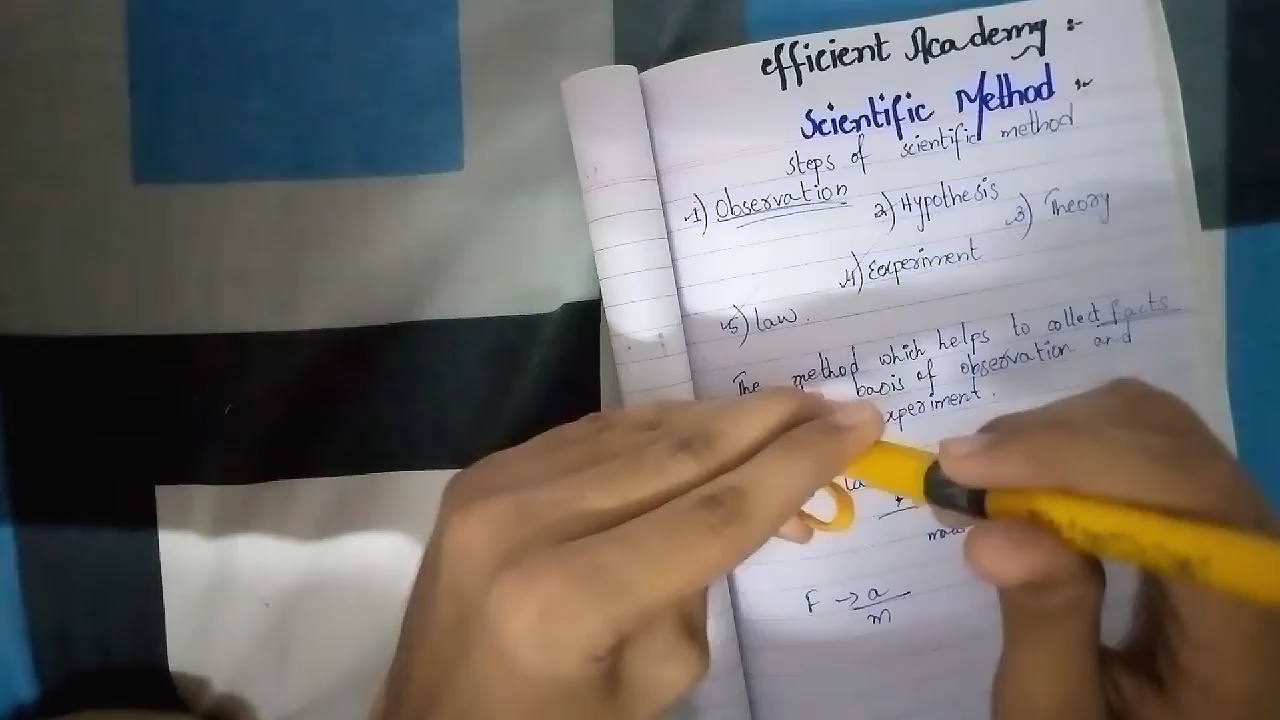 efficient Academy :-
Scientific Method :-
steps of scientific method
1) Observation 2) Hypothesis 3) Theory
4) Experiment
5) law.
The method which helps to collect facts
basis of observation and
experiment.
F → a
m